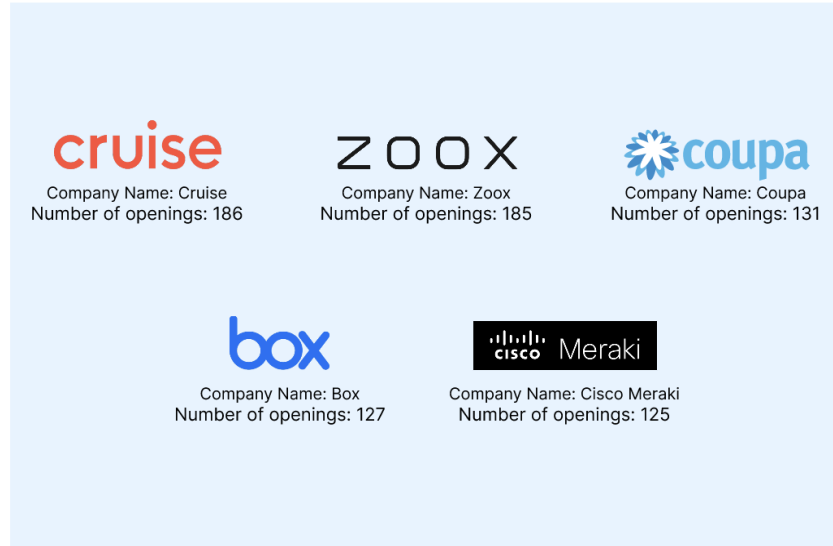 cruise
Company Name: Cruise
Number of openings: 186
ZOOX
Company Name: Zoox
Number of openings: 185
coupa
Company Name: Coupa
Number of openings: 131
box
Company Name: Box
Number of openings: 127
cisco Meraki
Company Name: Cisco Meraki
Number of openings: 125